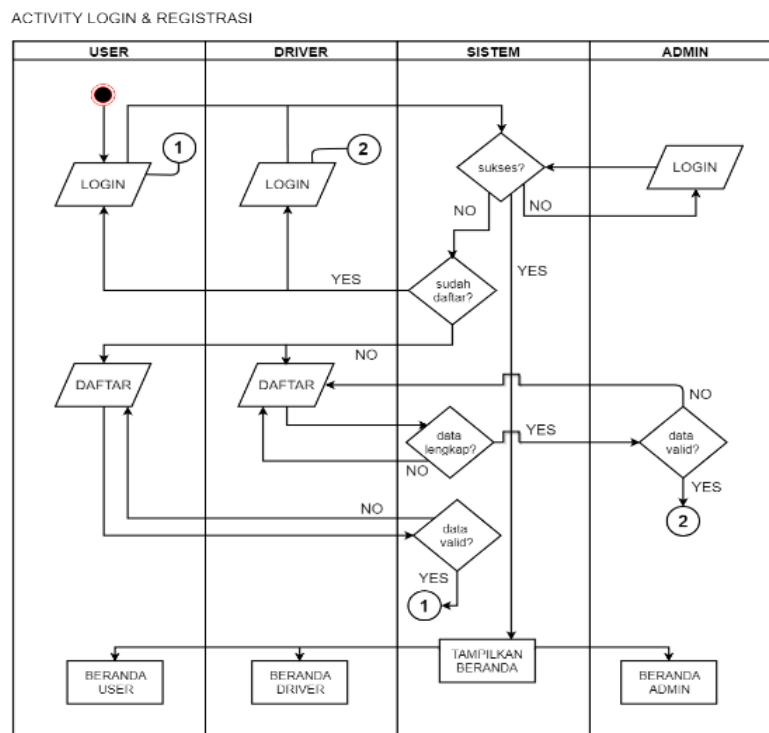 ACTIVITY LOGIN & REGISTRASI
USER
DRIVER
SISTEM
ADMIN
1
2
LOGIN
LOGIN
sukses?
LOGIN
NO
NO
YES
YES
sudah
daftar?
NO
DAFTAR
DAFTAR
NO
data
lengkap?
YES
data
valid?
NO
YES
NO
data
valid?
2
YES
1
TAMPILKAN
BERANDA
BERANDA
USER
BERANDA
DRIVER
BERANDA
ADMIN